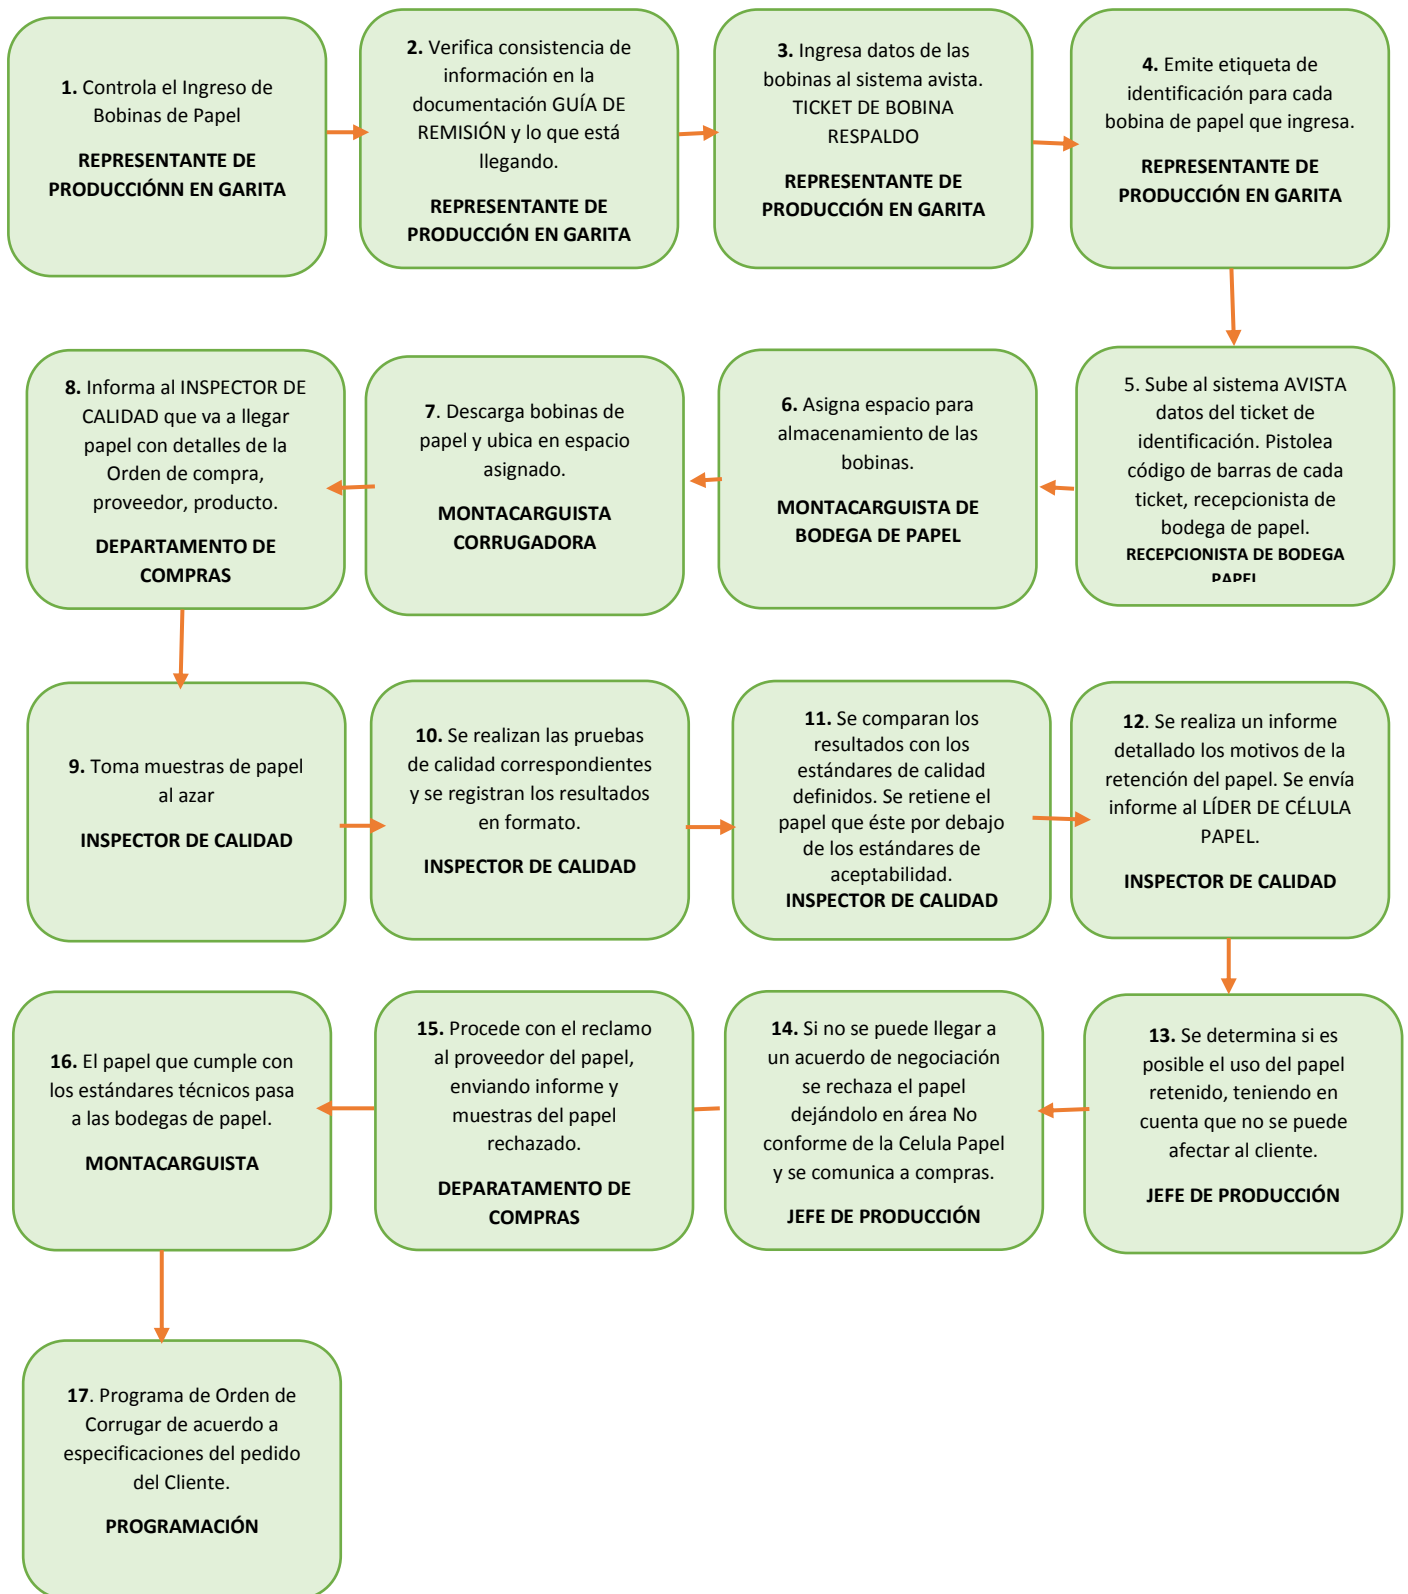 1. Controla el Ingreso de
Bobinas de Papel
REPRESENTANTE DE
PRODUCCIÓNN EN GARITA
2. Verifica consistencia de
información en la
documentación GUÍA DE
REMISIÓN y lo que está
llegando.
REPRESENTANTE DE
PRODUCCIÓN EN GARITA
3. Ingresa datos de las
bobinas al sistema avista.
TICKET DE BOBINA
RESPALDO
REPRESENTANTE DE
PRODUCCIÓN EN GARITA
4. Emite etiqueta de
identificación para cada
bobina de papel que ingresa.
REPRESENTANTE DE
PRODUCCIÓN EN GARITA
5. Sube al sistema AVISTA
datos del ticket de
identificación. Pistolea
código de barras de cada
ticket, recepcionista de
bodega de papel.
RECEPCIONISTA DE BODEGA
PAPEL
6. Asigna espacio para
almacenamiento de las
bobinas.
MONTACARGUISTA DE
BODEGA DE PAPEL
7. Descarga bobinas de
papel y ubica en espacio
asignado.
MONTACARGUISTA
CORRUGADORA
8. Informa al INSPECTOR DE
CALIDAD que va a llegar
papel con detalles de la
Orden de compra,
proveedor, producto.
DEPARTAMENTO DE
COMPRAS
9. Toma muestras de papel
al azar
INSPECTOR DE CALIDAD
10. Se realizan las pruebas
de calidad correspondientes
y se registran los resultados
en formato.
INSPECTOR DE CALIDAD
11. Se comparan los
resultados con los
estándares de calidad
definidos. Se retiene el
papel que éste por debajo
de los estándares de
aceptabilidad.
INSPECTOR DE CALIDAD
12. Se realiza un informe
detallado los motivos de la
retención del papel. Se envía
informe al LÍDER DE CÉLULA
PAPEL.
INSPECTOR DE CALIDAD
13. Se determina si es
posible el uso del papel
retenido, teniendo en
cuenta que no se puede
afectar al cliente.
JEFE DE PRODUCCIÓN
14. Si no se puede llegar a
un acuerdo de negociación
se rechaza el papel
dejándolo en área No
conforme de la Celula Papel
y se comunica a compras.
JEFE DE PRODUCCIÓN
15. Procede con el reclamo
al proveedor del papel,
enviando informe y
muestras del papel
rechazado.
DEPARATAMENTO DE
COMPRAS
16. El papel que cumple con
los estándares técnicos pasa
a las bodegas de papel.
MONTACARGUISTA
17. Programa de Orden de
Corrugar de acuerdo a
especificaciones del pedido
del Cliente.
PROGRAMACIÓN